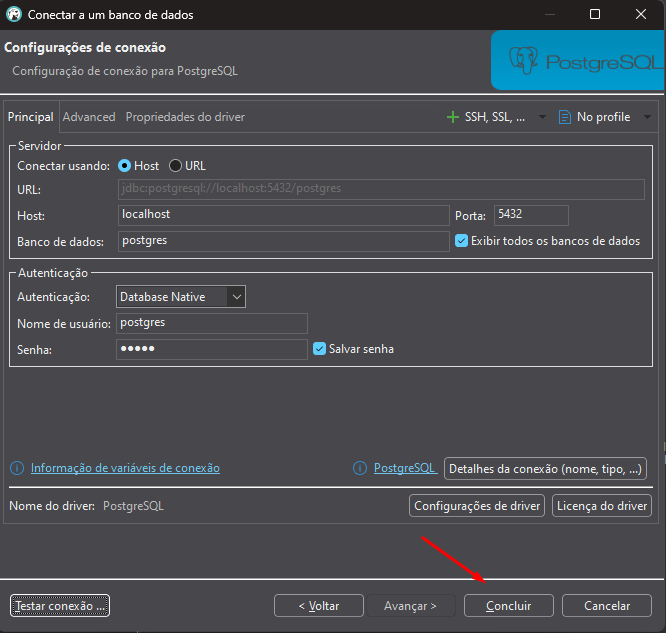 Conectar a um banco de dados
Configurações de conexão
Configuração de conexão para PostgreSQL
PostgreSQL
Principal Advanced Propriedades do driver SSH, SSL, ... No profile
Servidor
Conectar usando: Host URL
URL: jdbc:postgresql://localhost:5432/postgres
Host: localhost Porta: 5432
Banco de dados: postgres Exibir todos os bancos de dados
Autenticação
Autenticação: Database Native
Nome de usuário: postgres
Senha: ••••• Salvar senha
Informação de variáveis de conexão PostgreSQL Detalhes da conexão (nome, tipo, ...)
Nome do driver: PostgreSQL Configurações de driver Licença do driver
Testar conexão ... < Voltar Avançar > Concluir Cancelar